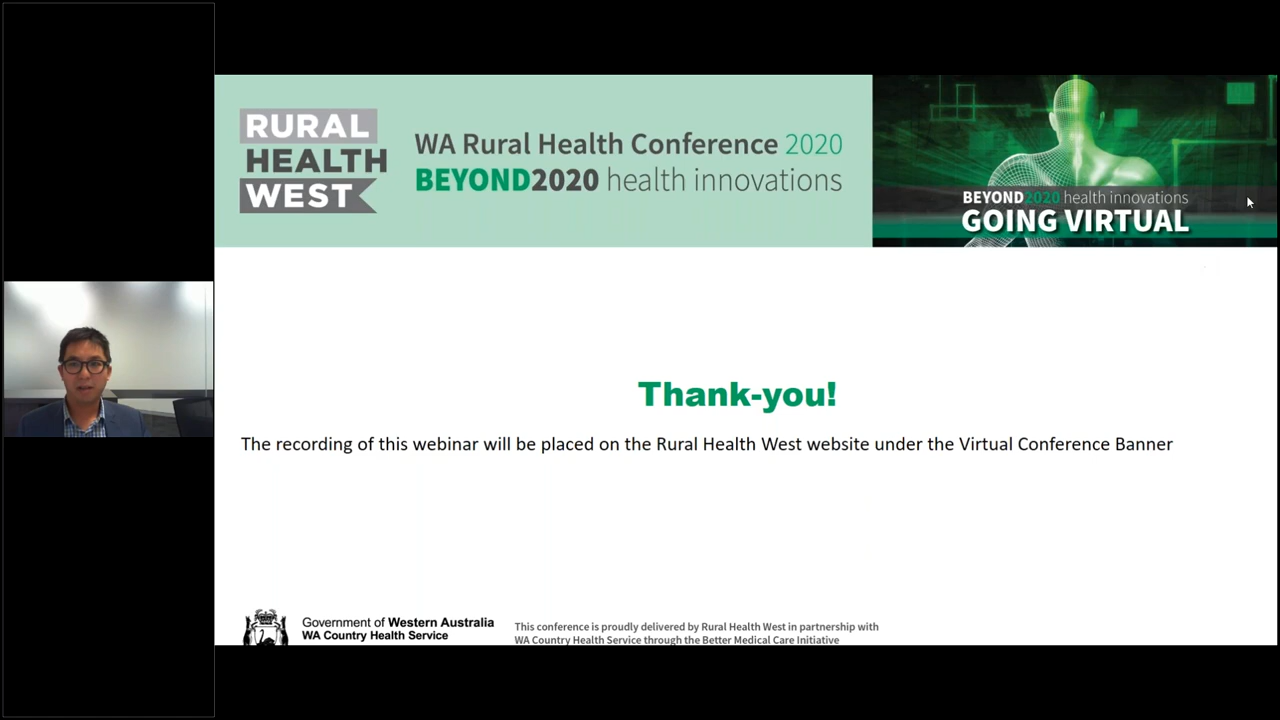 RURAL
HEALTH
WEST
WA Rural Health Conference 2020
BEYOND2020 health innovations
BEYOND2020 health innovations
GOING VIRTUAL
Thank-you!
The recording of this webinar will be placed on the Rural Health West website under the Virtual Conference Banner
Government of Western Australia
WA Country Health Service
This conference is proudly delivered by Rural Health West in partnership with
WA Country Health Service through the Better Medical Care Initiative